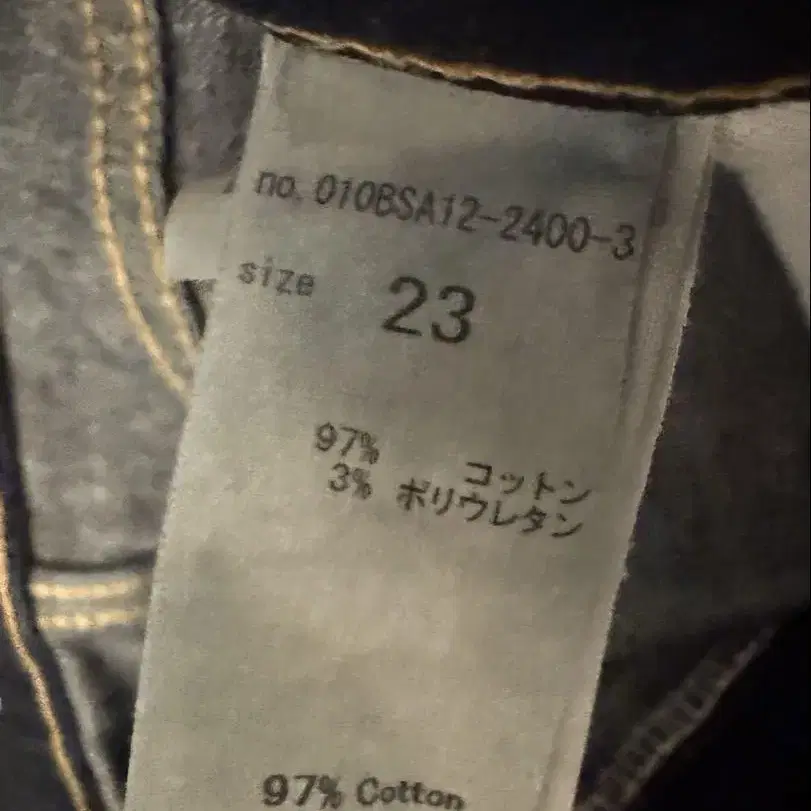 no. 010BSA12-2400-3
size 23
97% コットン
3% ポリウレタン
97% Cotton